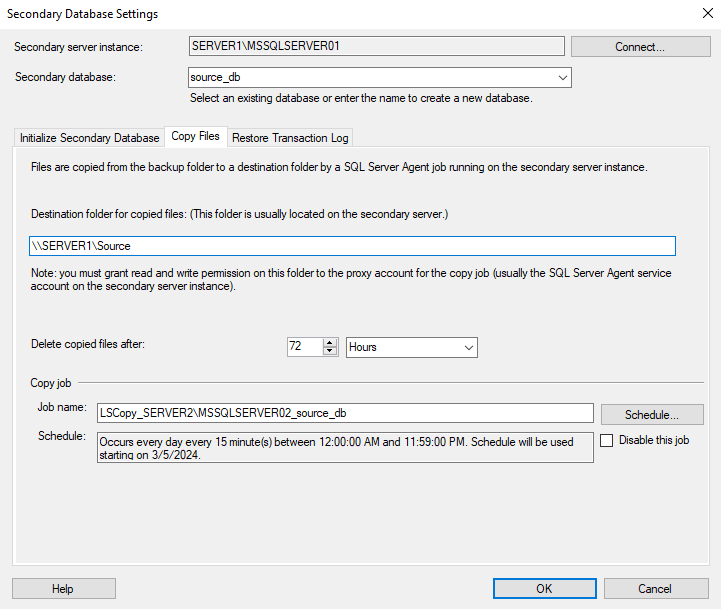 Secondary Database Settings
Secondary server instance:
SERVER1\MSSQLSERVER01
Connect...
Secondary database:
source_db
Select an existing database or enter the name to create a new database.
Initialize Secondary Database
Copy Files
Restore Transaction Log
Files are copied from the backup folder to a destination folder by a SQL Server Agent job running on the secondary server instance.
Destination folder for copied files: (This folder is usually located on the secondary server.)
\\SERVER1\Source
Note: you must grant read and write permission on this folder to the proxy account for the copy job (usually the SQL Server Agent service
account on the secondary server instance).
Delete copied files after:
72
Hours
Copy job
Job name:
LSCopy_SERVER2\MSSQLSERVER02_source_db
Schedule...
Schedule:
Occurs every day every 15 minute(s) between 12:00:00 AM and 11:59:00 PM. Schedule will be used
starting on 3/5/2024.
Disable this job
Help
OK
Cancel